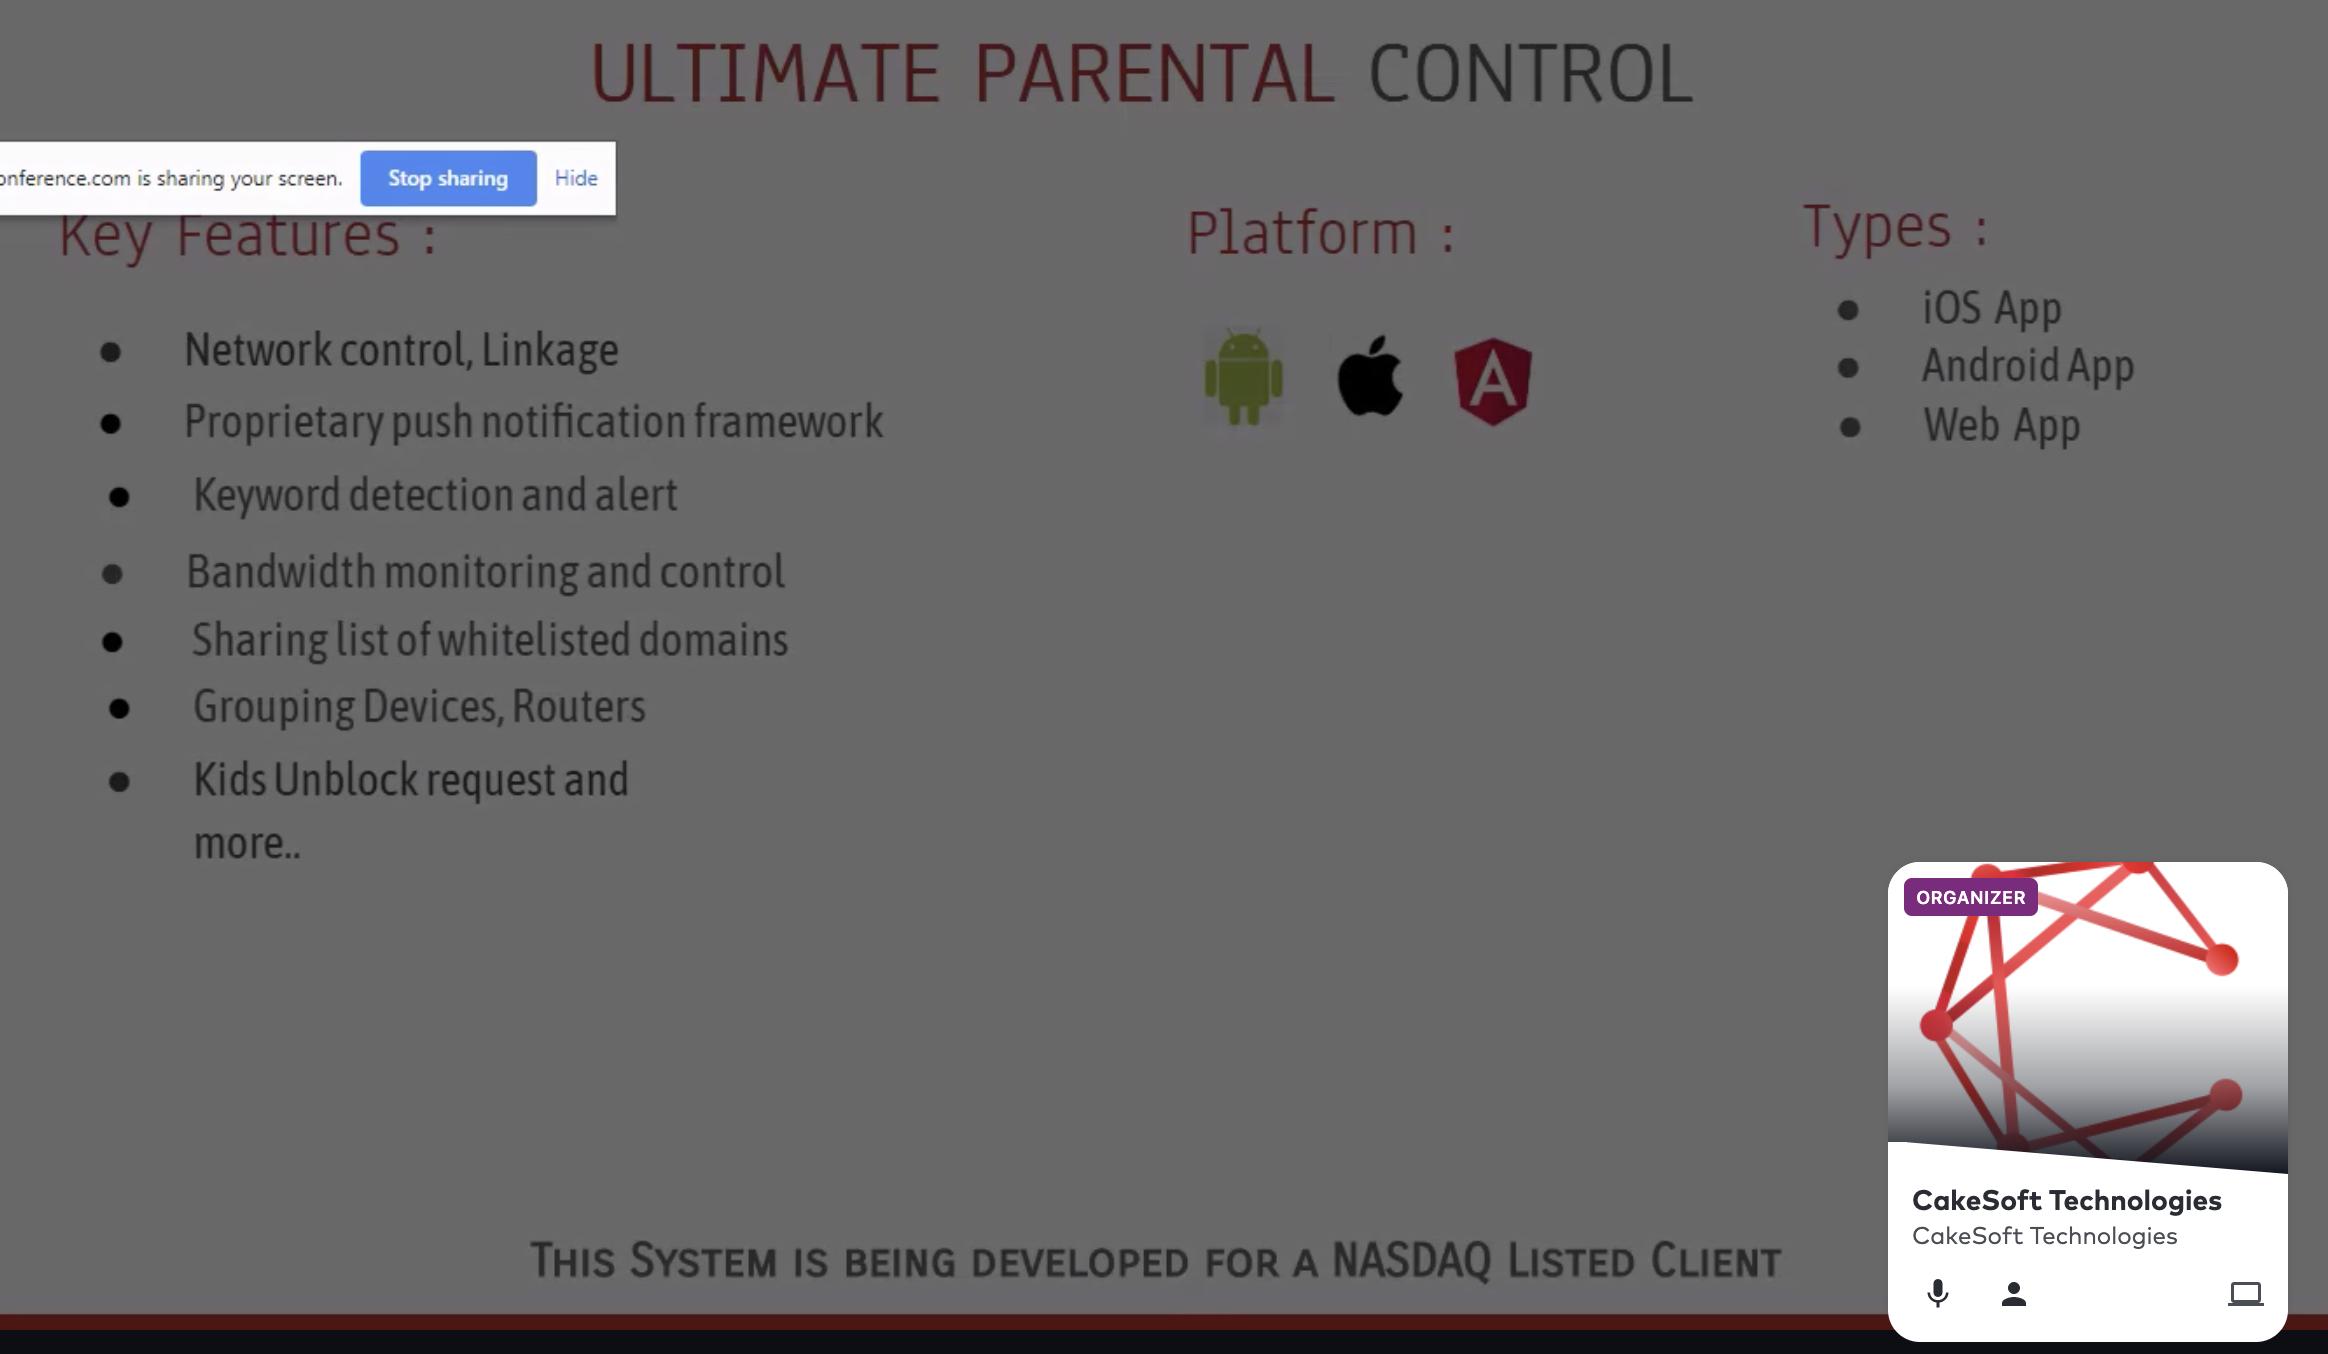 ULTIMATE PARENTAL CONTROL
onference.com is sharing your screen. Stop sharing Hide
Key Features :
Network control, Linkage
Proprietary push notification framework
Keyword detection and alert
Bandwidth monitoring and control
Sharing list of whitelisted domains
Grouping Devices, Routers
Kids Unblock request and
more..
Platform :
A
Types :
iOS App
Android App
Web App
THIS SYSTEM IS BEING DEVELOPED FOR A NASDAQ LISTED CLIENT
ORGANIZER
CakeSoft Technologies
CakeSoft Technologies